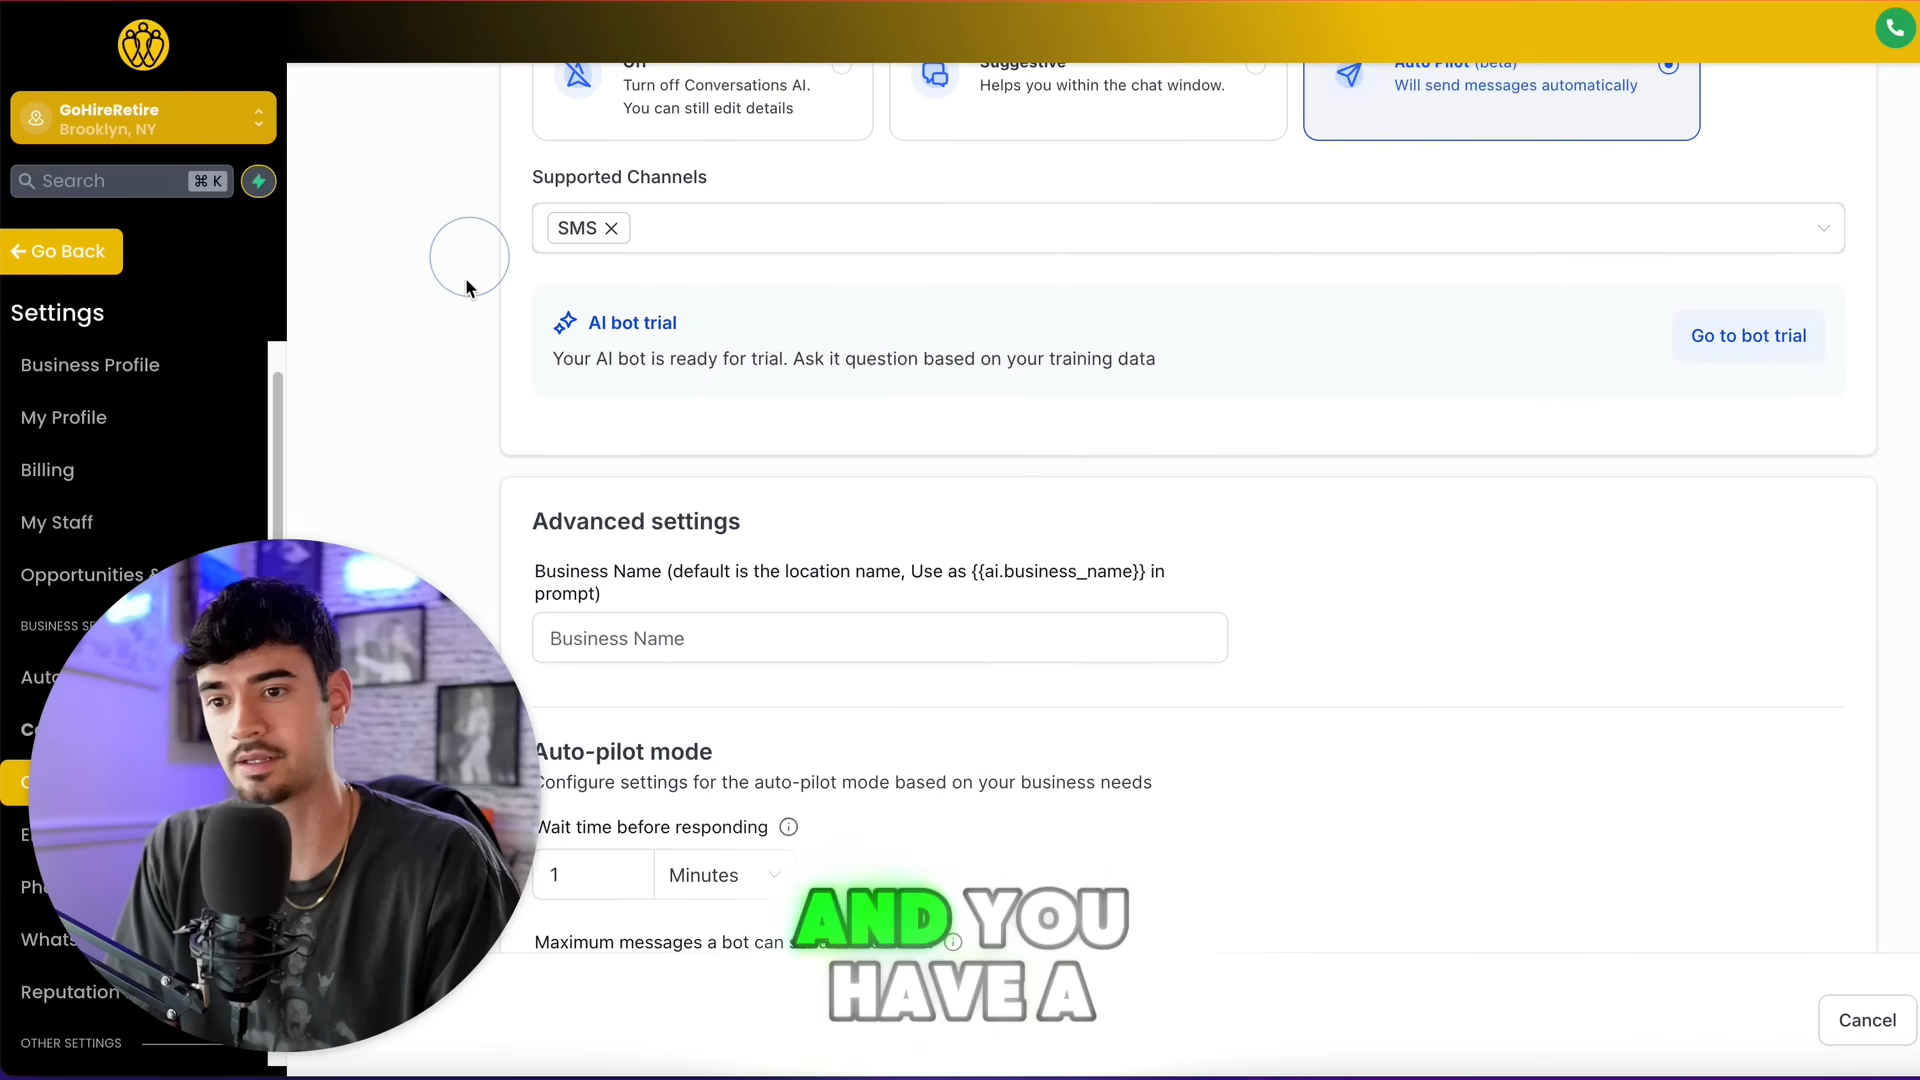 GoHireRetire
Brooklyn, NY
Search
⌘ K
← Go Back
Settings
Business Profile
My Profile
Billing
My Staff
Opportunities &
OTHER SETTINGS
Reputation
Turn off Conversations AI.
You can still edit details
Suggestive
Helps you within the chat window.
Auto Pilot (beta)
Will send messages automatically
Supported Channels
SMS ×
AI bot trial
Your AI bot is ready for trial. Ask it question based on your training data
Go to bot trial
Advanced settings
Business Name (default is the location name, Use as {{ai.business_name}} in
prompt)
Business Name
Auto-pilot mode
Configure settings for the auto-pilot mode based on your business needs
Wait time before responding
1 Minutes
Maximum messages a bot can
AND YOU
HAVE A
Cancel